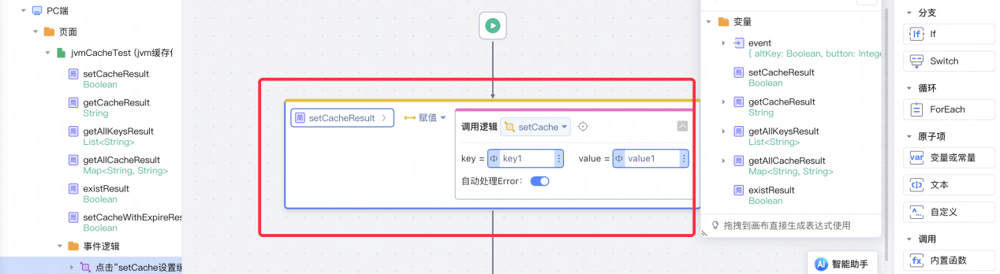 PC端
页面
jvmCacheTest (jvm缓存
setCacheResult
Boolean
getCacheResult
String
getAllKeysResult
List<String>
getAllCacheResult
Map<String, String>
existResult
Boolean
setCacheWithExpireRes
Boolean
事件逻辑
点击“setCache设置
局 setCacheResult
赋值
调用逻辑 setCache
key = key1 value = value1
自动处理Error：
变量
event
{ altKey: Boolean, button: Intege
setCacheResult
Boolean
getCacheResult
String
getAllKeysResult
List<String>
getAllCacheResult
Map<String, String>
existResult
Boolean
拖拽到画布直接生成表达式使用
AI 智能助手
分支
If If
Switch
循环
ForEach
原子项
var 变量或常量
文本
自定义
调用
fx 内置函数